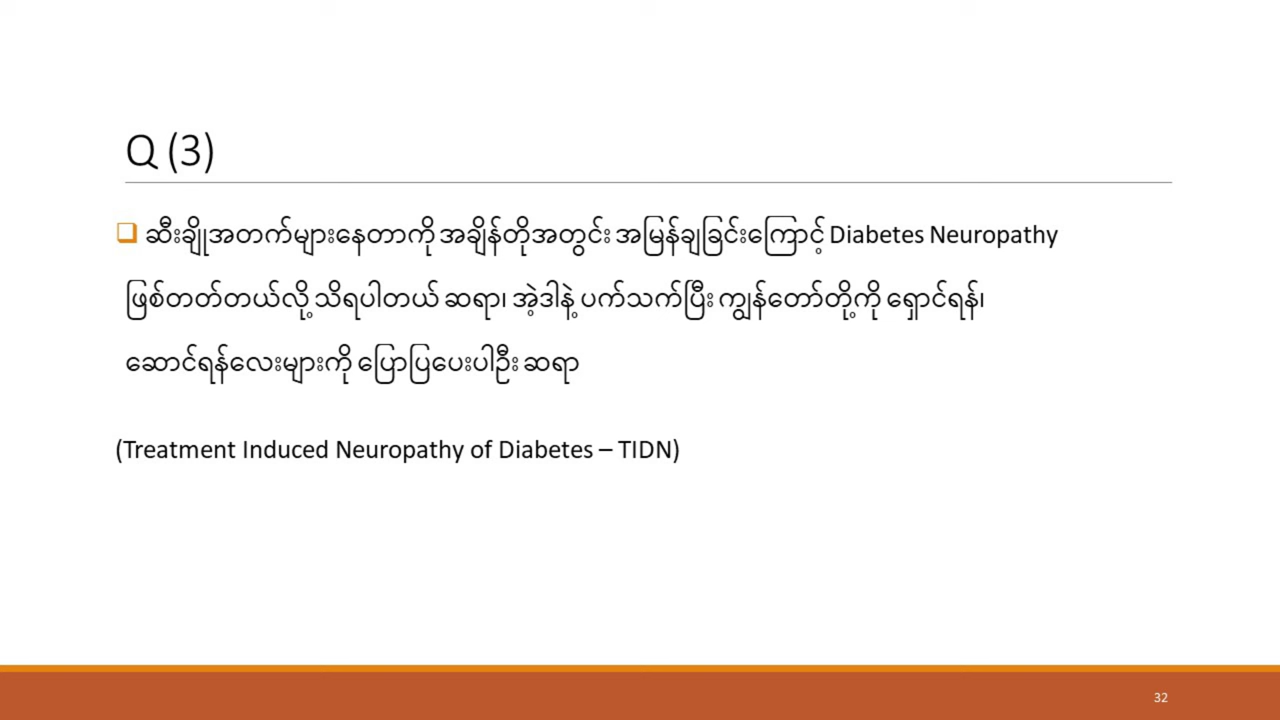 Q (3)
ဆီးချိုအတက်များနေတာကို အချိန်တိုအတွင်း အမြန်ချခြင်းကြောင့် Diabetes Neuropathy
ဖြစ်တတ်တယ်လို့ သိရပါတယ် ဆရာ၊ အဲ့ဒါနဲ့ ပက်သက်ပြီး ကျွန်တော်တို့ကို ရှောင်ရန်၊
ဆောင်ရန်လေးများကို ပြောပြပေးပါဦး ဆရာ
(Treatment Induced Neuropathy of Diabetes – TIDN)
32